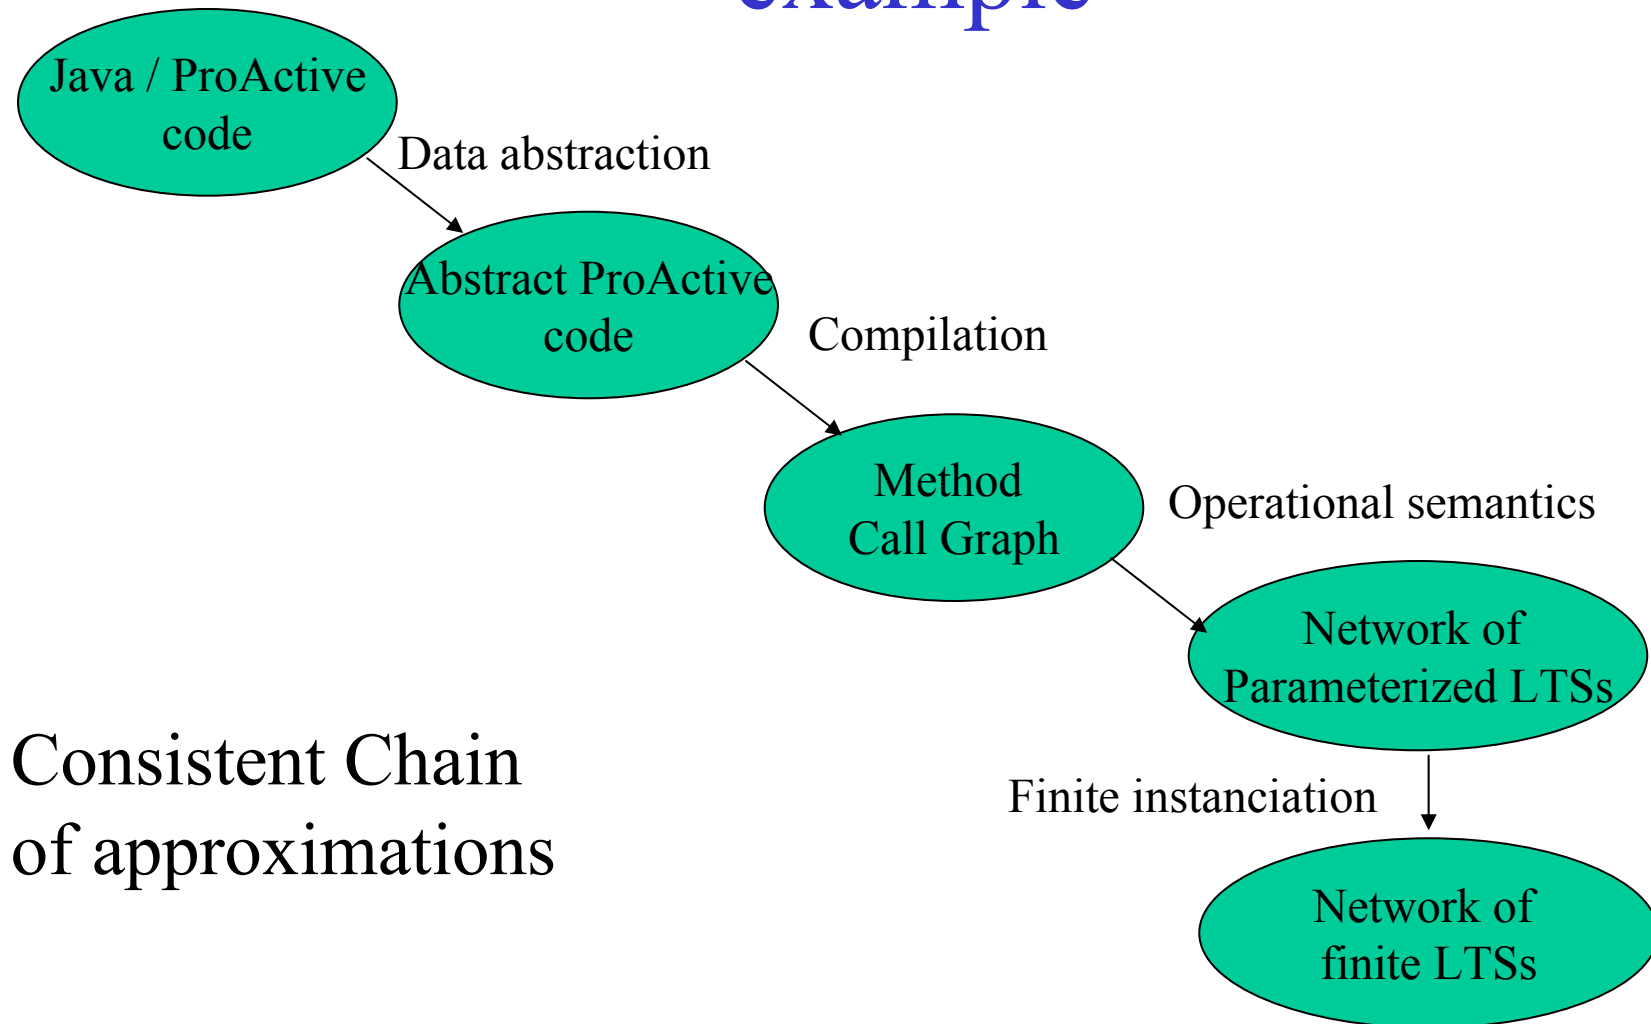 example
Java / ProActive
code
Data abstraction
Abstract ProActive
code
Compilation
Method
Call Graph
Operational semantics
Network of
Parameterized LTSs
Consistent Chain
of approximations
Finite instanciation
Network of
finite LTSs